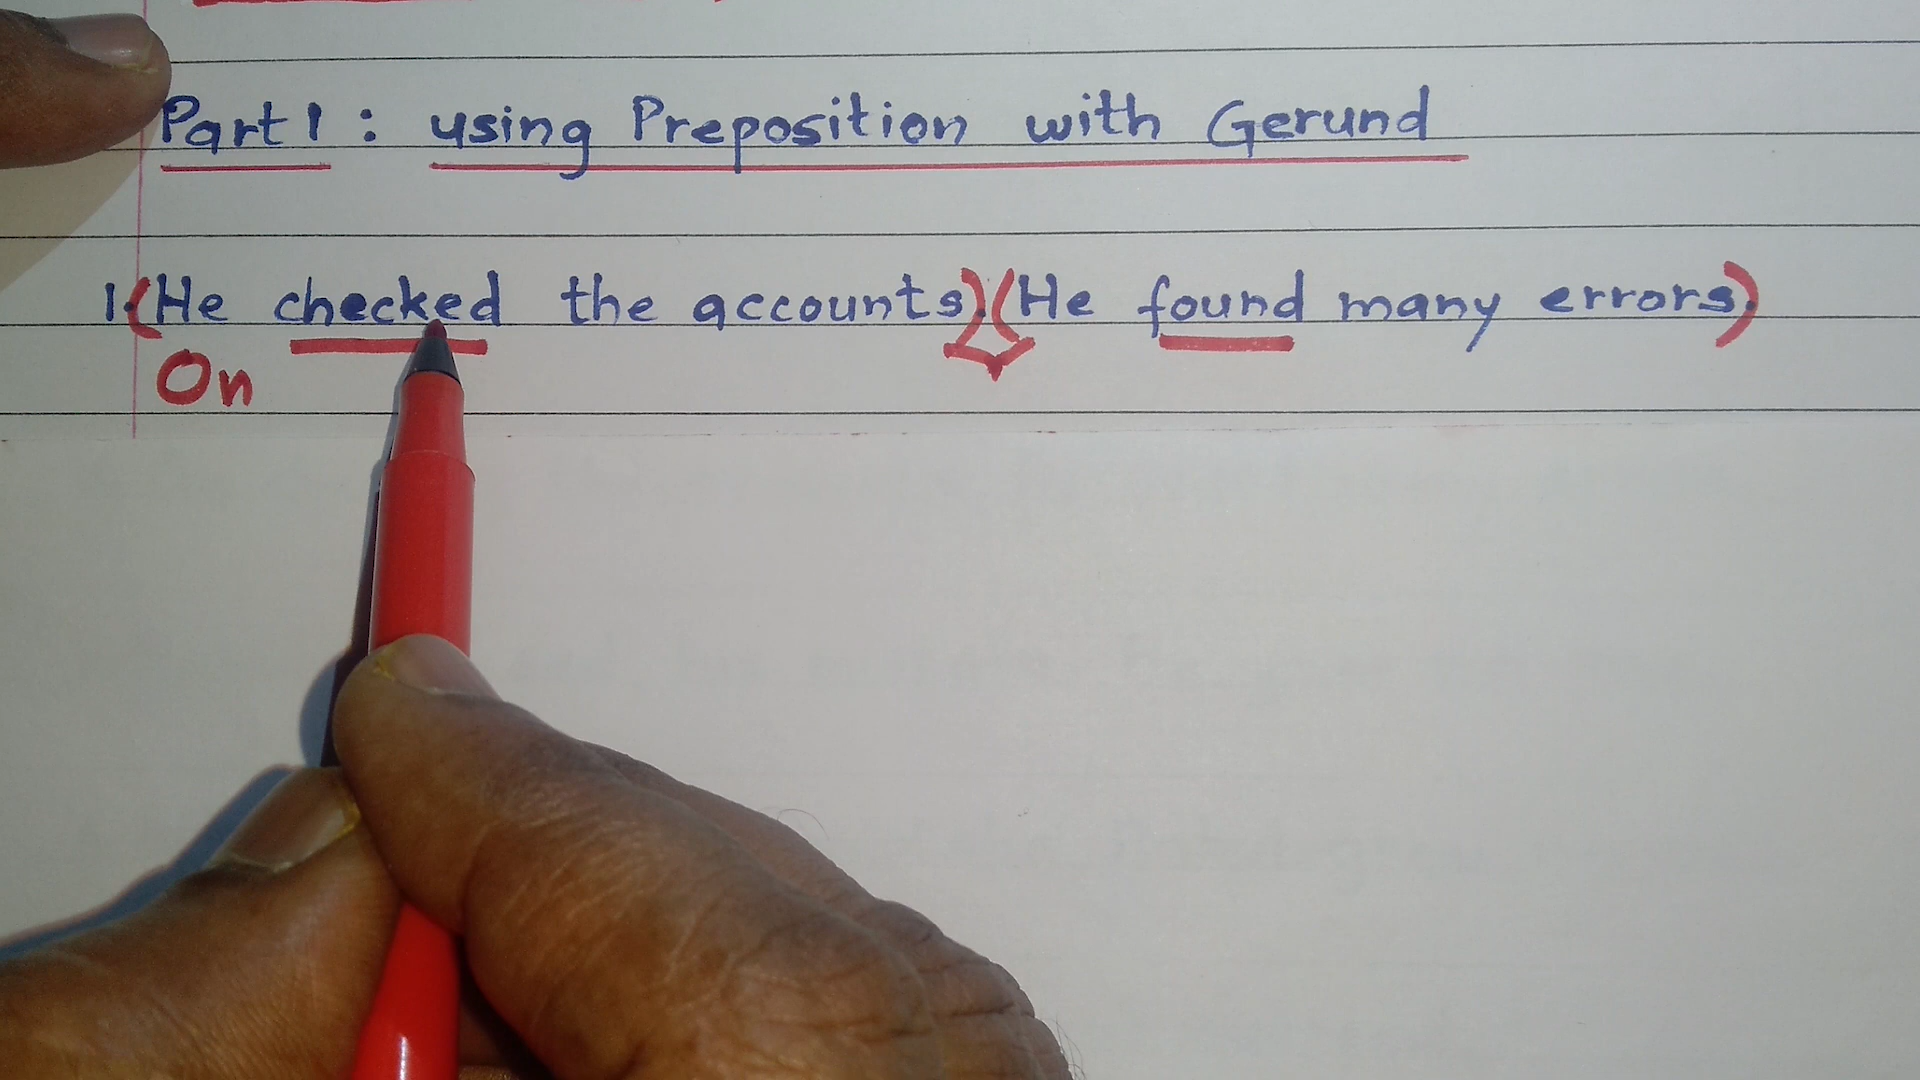 Part 1 : using Preposition with Gerund
1.(He checked the accounts).(He found many errors).
On